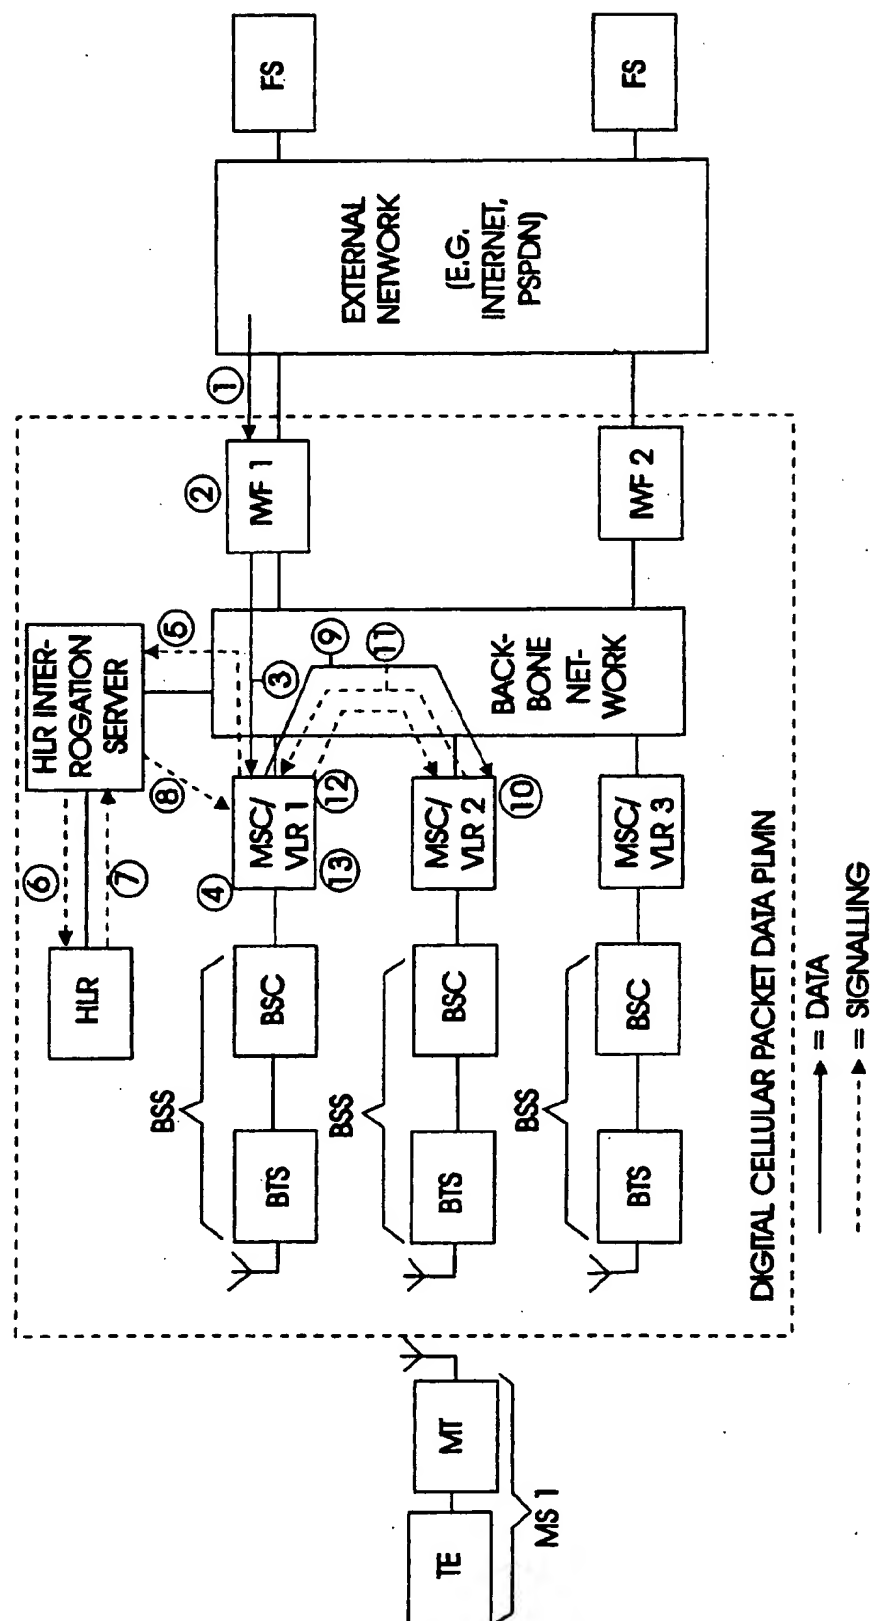 FS
FS
EXTERNAL
NETWORK
(E.G.
INTERNET,
PSPDN)
①
②
IWF 1
IWF 2
HLR INTER-
ROGATION
SERVER
⑤
③
⑨
⑪
BACK-
BONE
NET-
WORK
⑥
⑦
⑧
④
MSC/
VLR 1
⑫
⑬
MSC/
VLR 2
⑩
MSC/
VLR 3
HLR
BSS
BSC
BTS
BSS
BSC
BTS
BSS
BSC
BTS
DIGITAL CELLULAR PACKET DATA PLMN
= DATA
= SIGNALLING
TE
MT
MS 1